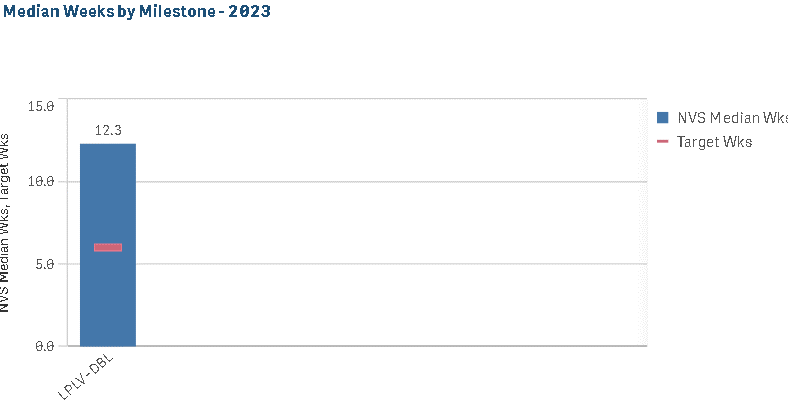 Median Weeks by Milestone - 2023
15.0
12.3
10.0
5.0
0.0
NVS Median Wks, Target Wks
LPLV-DBL
NVS Median Wks
Target Wks